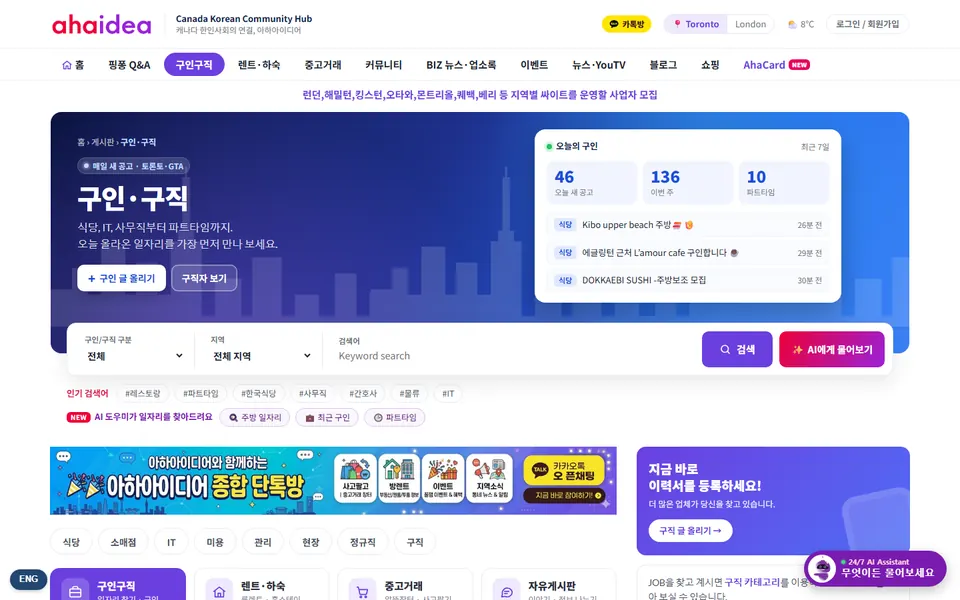 ahaidea
Canada Korean Community Hub
캐나다 한인사회의 연결, 아하아이디어
카톡방
Toronto
London
8°C
로그인 / 회원가입
홈
핑퐁 Q&A
구인구직
렌트·하숙
중고거래
커뮤니티
BIZ 뉴스·업소록
이벤트
뉴스·YouTV
블로그
쇼핑
AhaCard NEW
런던,해밀턴,킹스턴,오타와,몬트리올,퀘백,베리 등 지역별 싸이트를 운영할 사업자 모집
홈 › 게시판 › 구인·구직
매일 새 공고 · 토론토·GTA
구인·구직
식당, IT, 사무직부터 파트타임까지.
오늘 올라온 일자리를 가장 먼저 만나 보세요.
+ 구인 글 올리기
구직자 보기
오늘의 구인
최근 7일
46
오늘 새 공고
136
이번 주
10
파트타임
식당 Kibo upper beach 주방 26분 전
식당 에글링턴 근처 L'amour cafe 구인합니다 29분 전
식당 DOKKAEBI SUSHI -주방보조 모집 30분 전
구인/구직 구분
전체
지역
전체 지역
검색어
Keyword search
검색
AI에게 물어보기
인기 검색어
#레스토랑
#파트타임
#한국식당
#사무직
#간호사
#물류
#IT
NEW AI 도우미가 일자리를 찾아드려요
주방 일자리
최근 구인
파트타임
아하아이디어와 함께하는
아하아이디어 종합 단톡방
사고팔고
방렌트
이벤트
지역소식
TALK
카카오톡
오픈채팅
지금 바로 참여하기!
지금 바로
이력서를 등록하세요!
더 많은 업체가 당신을 찾습니다.
구직 글 올리기 →
식당
소매점
IT
미용
관리
현장
정규직
구직
구인구직
렌트·하숙
중고거래
자유게시판
JOB을 찾고 계시면 구직 카테고리를
아 보실 수 있습니다.
24/7 AI Assistant
무엇이든 물어보세요
ENG